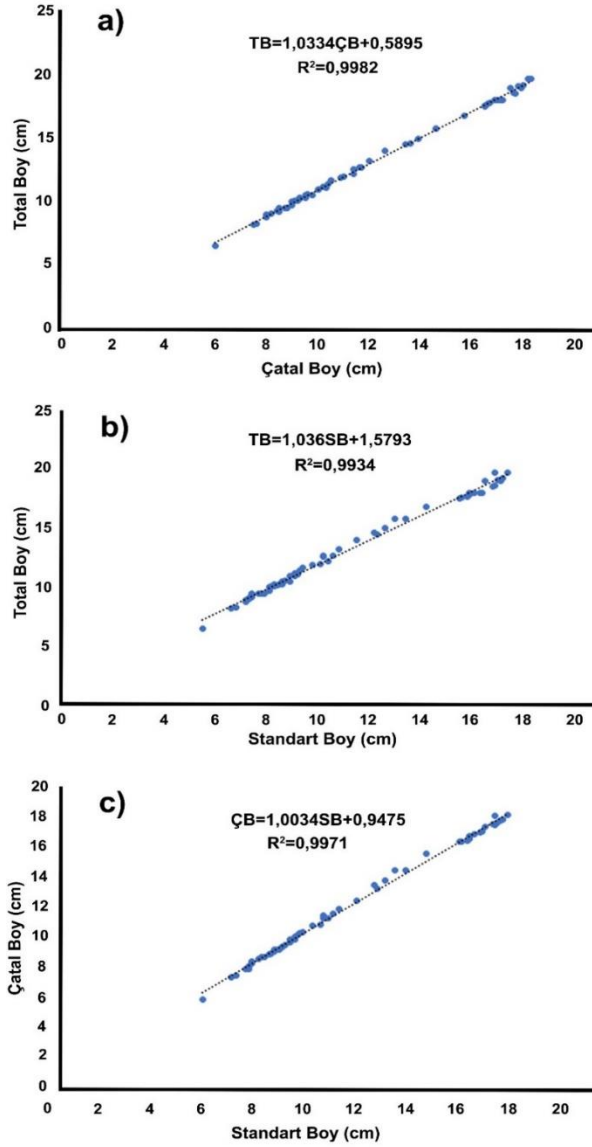 a)
TB=1,0334ÇB+0,5895
R²=0,9982
Total Boy (cm)
25
20
15
10
5
0
0 2 4 6 8 10 12 14 16 18 20
Çatal Boy (cm)
b)
TB=1,036SB+1,5793
R²=0,9934
Total Boy (cm)
25
20
15
10
5
0
0 2 4 6 8 10 12 14 16 18 20
Standart Boy (cm)
c)
ÇB=1,0034SB+0,9475
R²=0,9971
Çatal Boy (cm)
20
18
16
14
12
10
8
6
4
2
0
0 2 4 6 8 10 12 14 16 18 20
Standart Boy (cm)